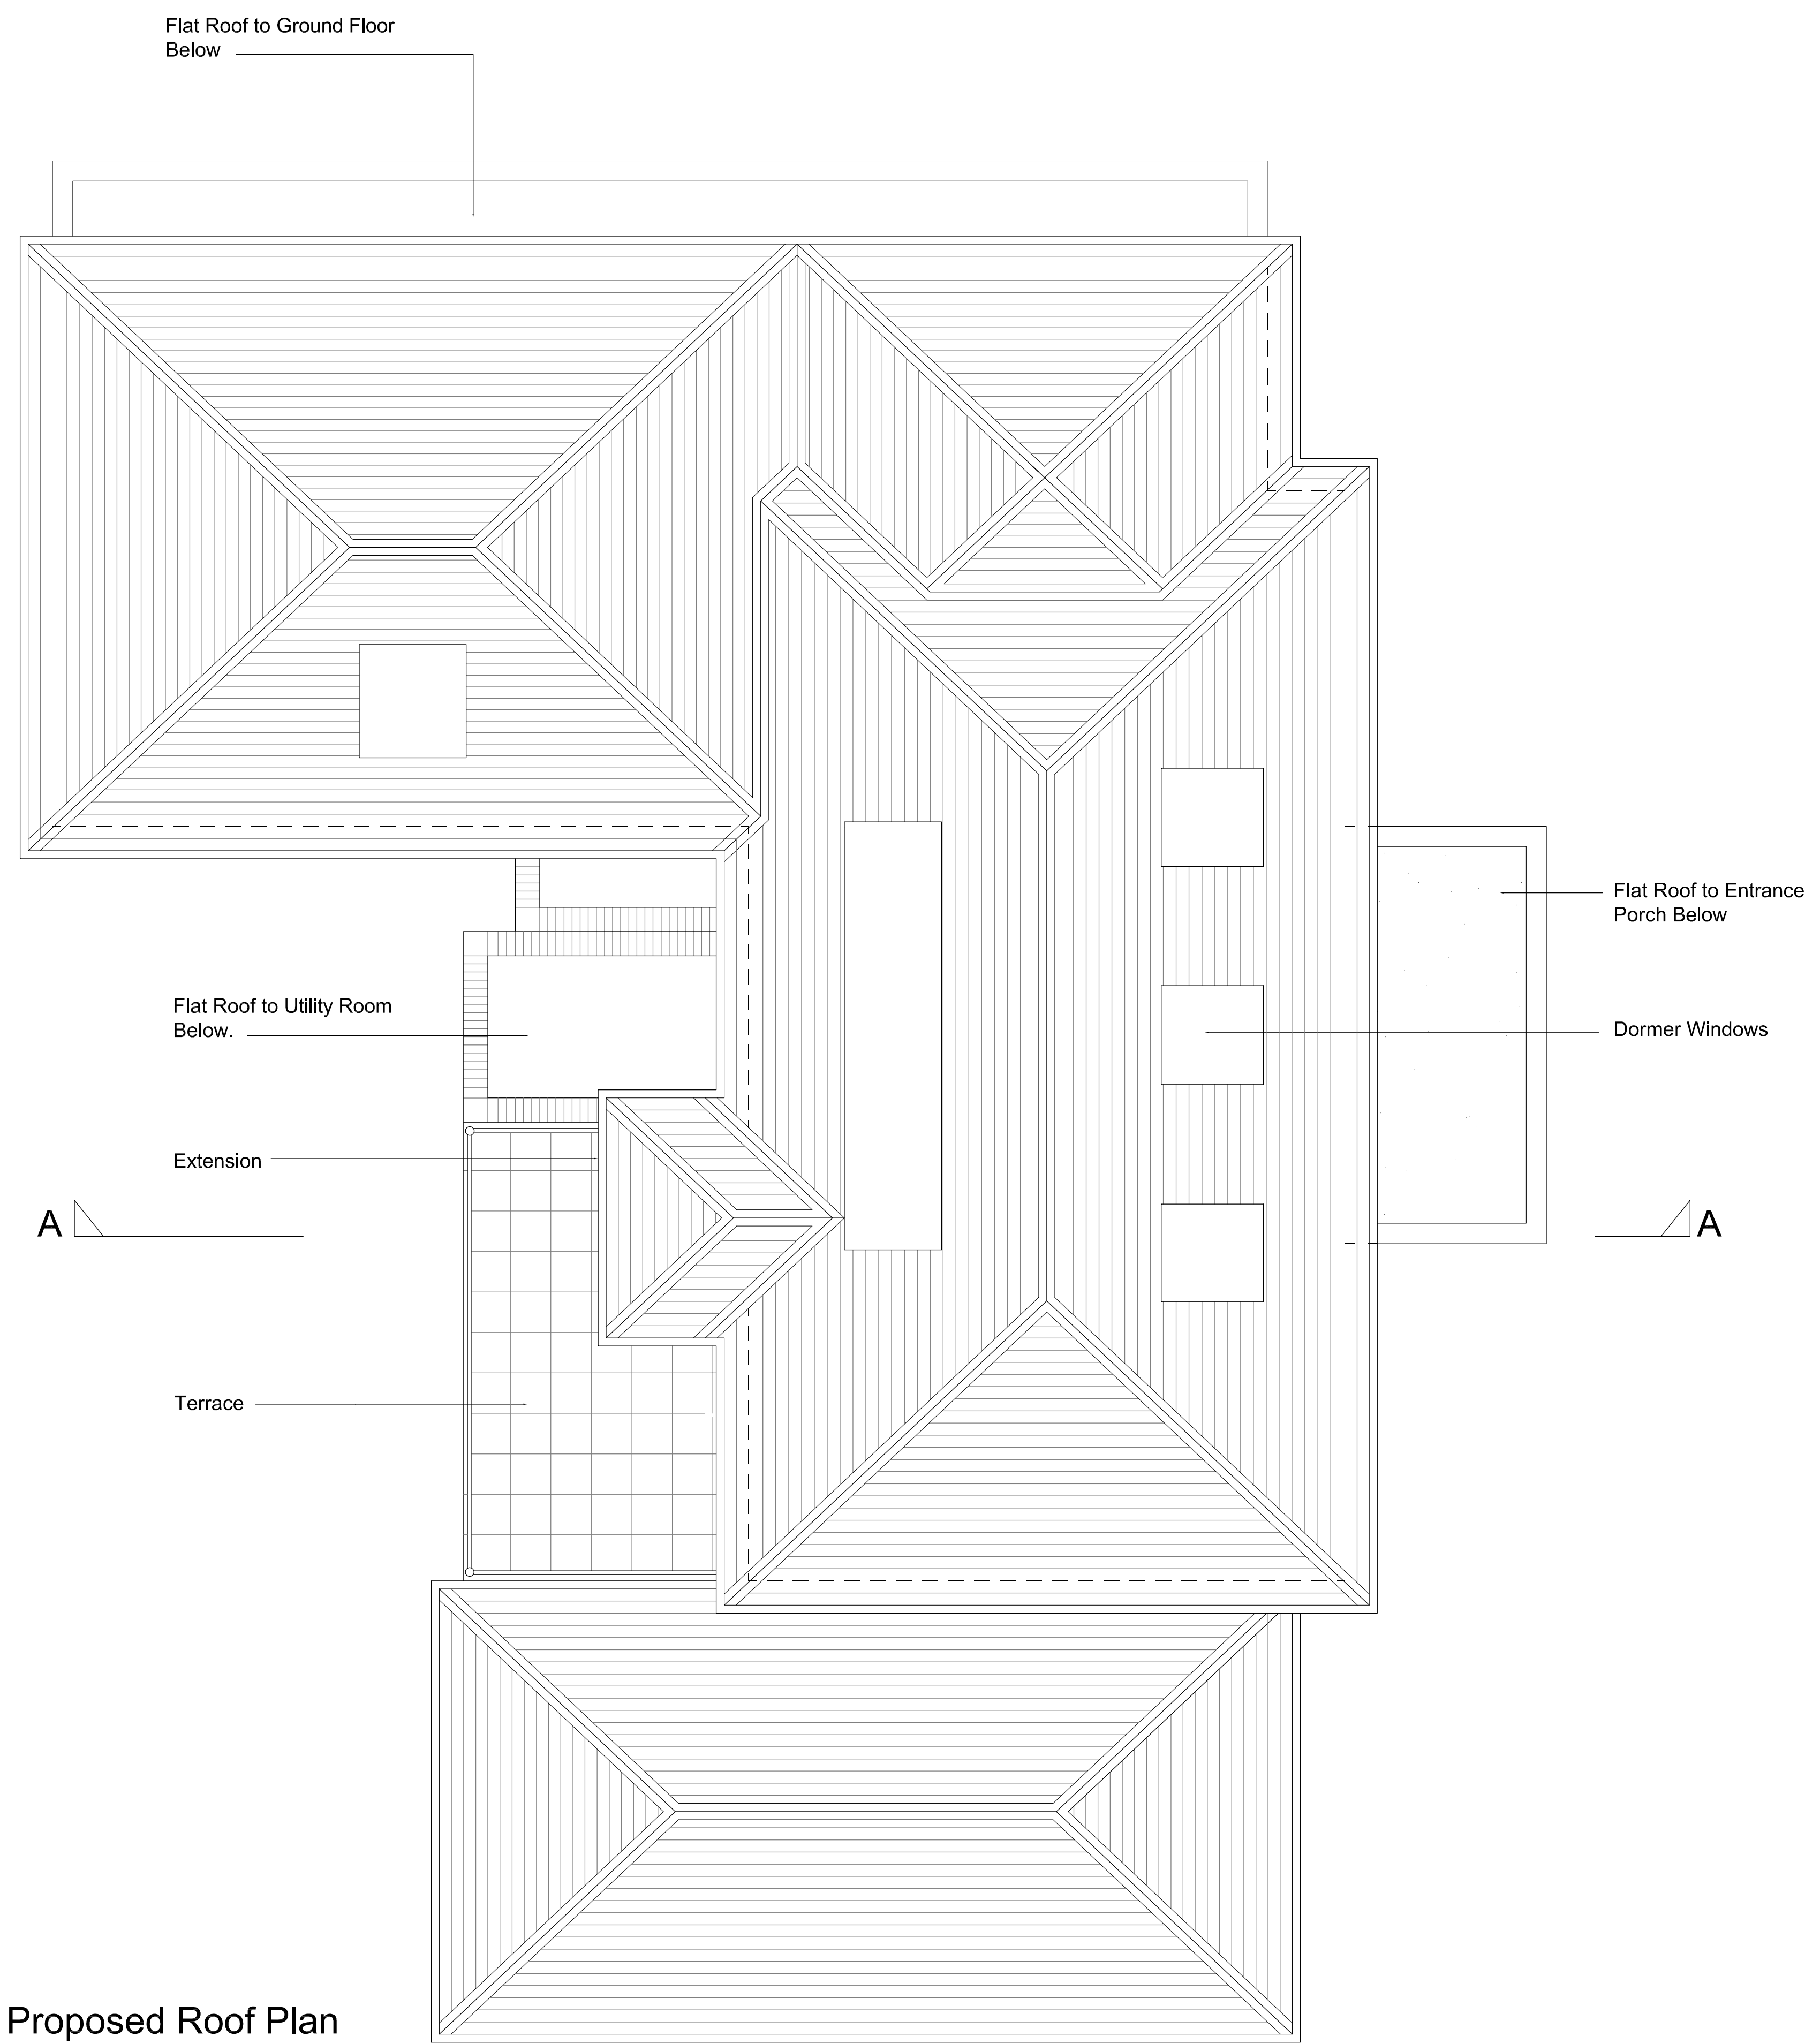 Flat Roof to Ground Floor
Below
Flat Roof to Entrance
Porch Below
Flat Roof to Utility Room
Below.
Dormer Windows
Extension
A
A
Terrace
Proposed Roof Plan